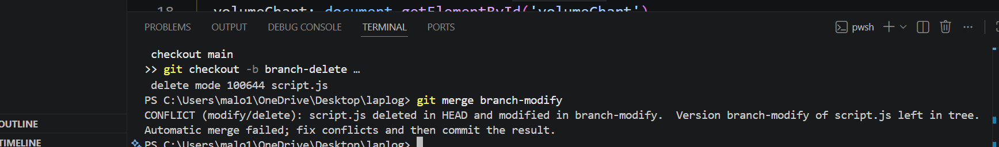 18 volumeChart: document.getElementById('volumeChart')
PROBLEMS OUTPUT DEBUG CONSOLE TERMINAL PORTS pwsh
checkout main
>> git checkout -b branch-delete …
delete mode 100644 script.js
PS C:\Users\malo1\OneDrive\Desktop\laplog> git merge branch-modify
CONFLICT (modify/delete): script.js deleted in HEAD and modified in branch-modify.  Version branch-modify of script.js left in tree.
Automatic merge failed; fix conflicts and then commit the result.
PS C:\Users\malo1\OneDrive\Desktop\laplog>
OUTLINE
TIMELINE